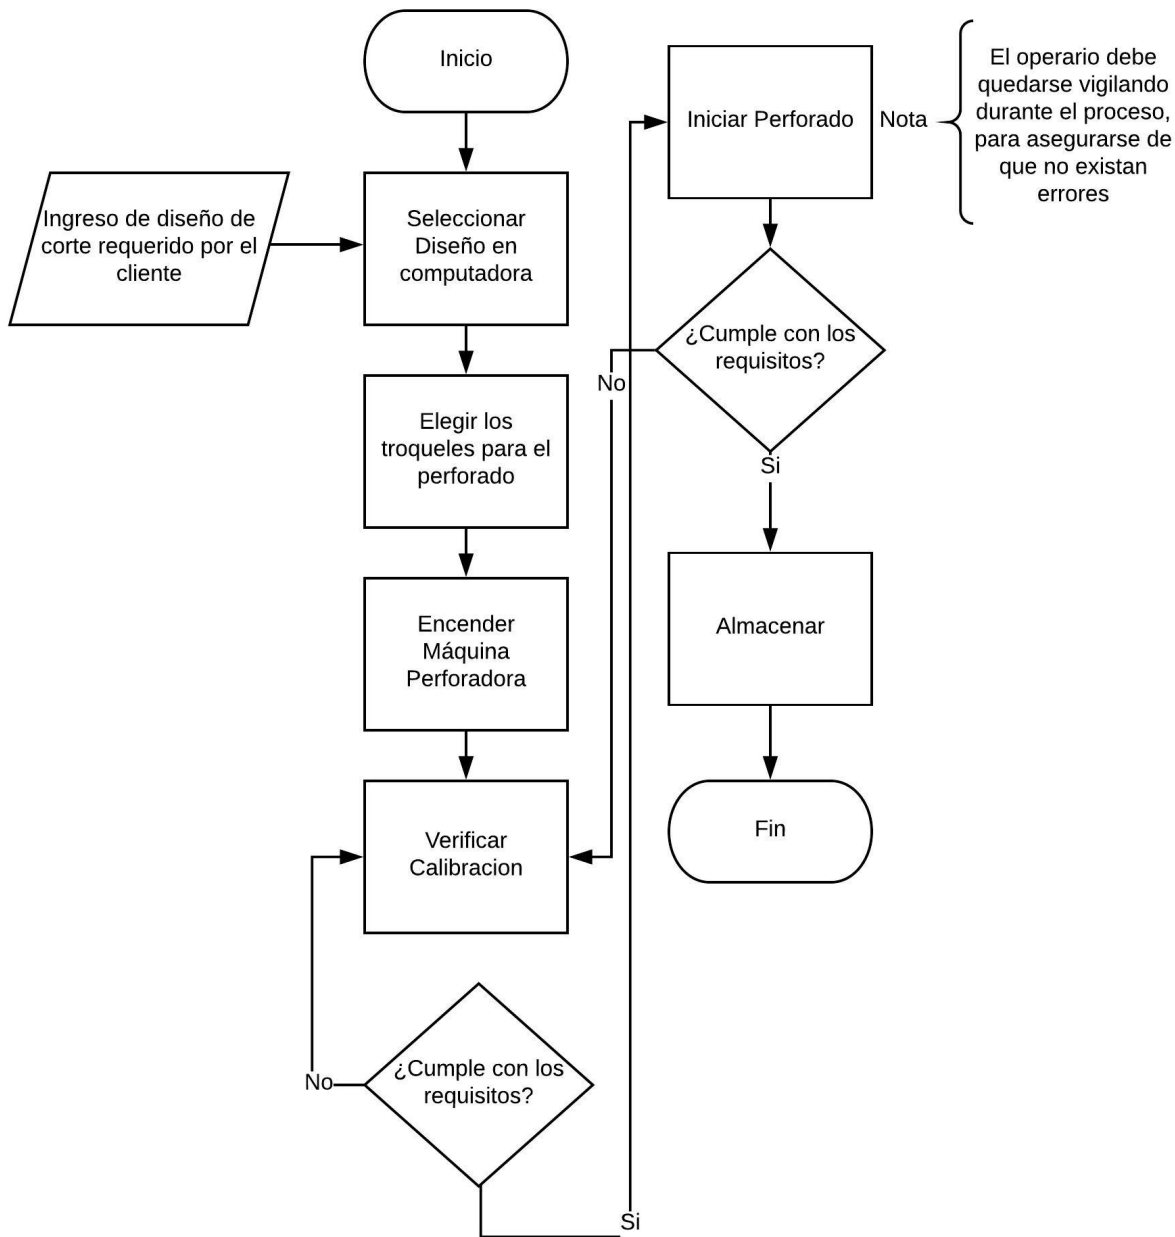 Inicio
Ingreso de diseño de
corte requerido por el
cliente
Seleccionar
Diseño en
computadora
Elegir los
troqueles para el
perforado
Encender
Máquina
Perforadora
Verificar
Calibracion
¿Cumple con los
requisitos?
No
Si
Iniciar Perforado
Nota
El operario debe
quedarse vigilando
durante el proceso,
para asegurarse de
que no existan
errores
¿Cumple con los
requisitos?
No
Si
Almacenar
Fin